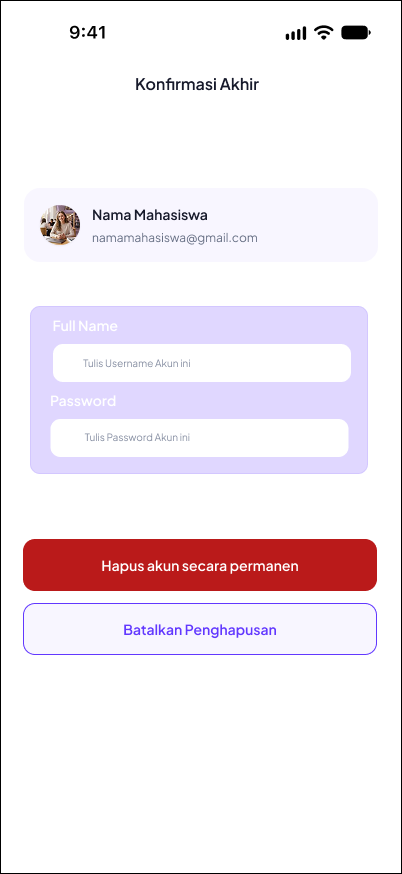 9:41
Konfirmasi Akhir
Nama Mahasiswa
namamahasiswa@gmail.com
Full Name
Tulis Username Akun ini
Password
Tulis Password Akun ini
Hapus akun secara permanen
Batalkan Penghapusan